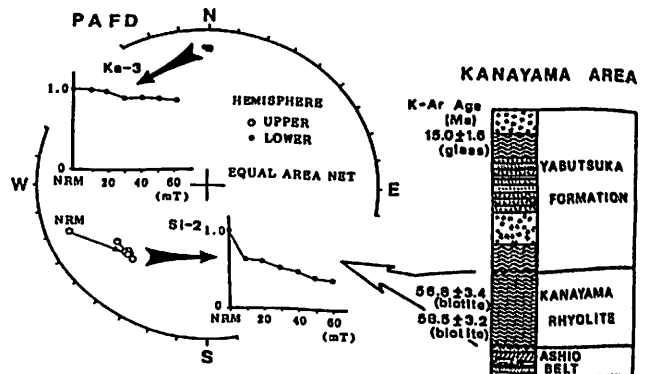 PAFD
N
Ka-3
1.0
0
NRM 20 40 60
(mT)
HEMISPHERE
○ UPPER
• LOWER
EQUAL AREA NET
W
E
S
NRM
Si-2
1.0
0
NRM 20 40 60
(mT)
KANAYAMA AREA
K-Ar Age
(Ma)
15.0±1.6
(glass)
YABUTSUKA
FORMATION
56.8±3.4
(biotite)
58.5±3.2
(biotite)
KANAYAMA
RHYOLITE
ASHIO
BELT